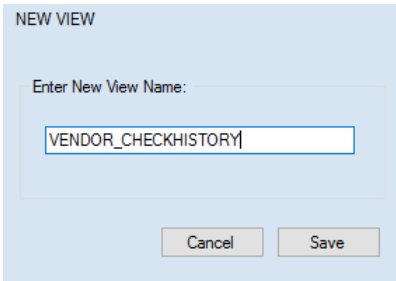 NEW VIEW
Enter New View Name:
VENDOR_CHECKHISTORY
Cancel Save